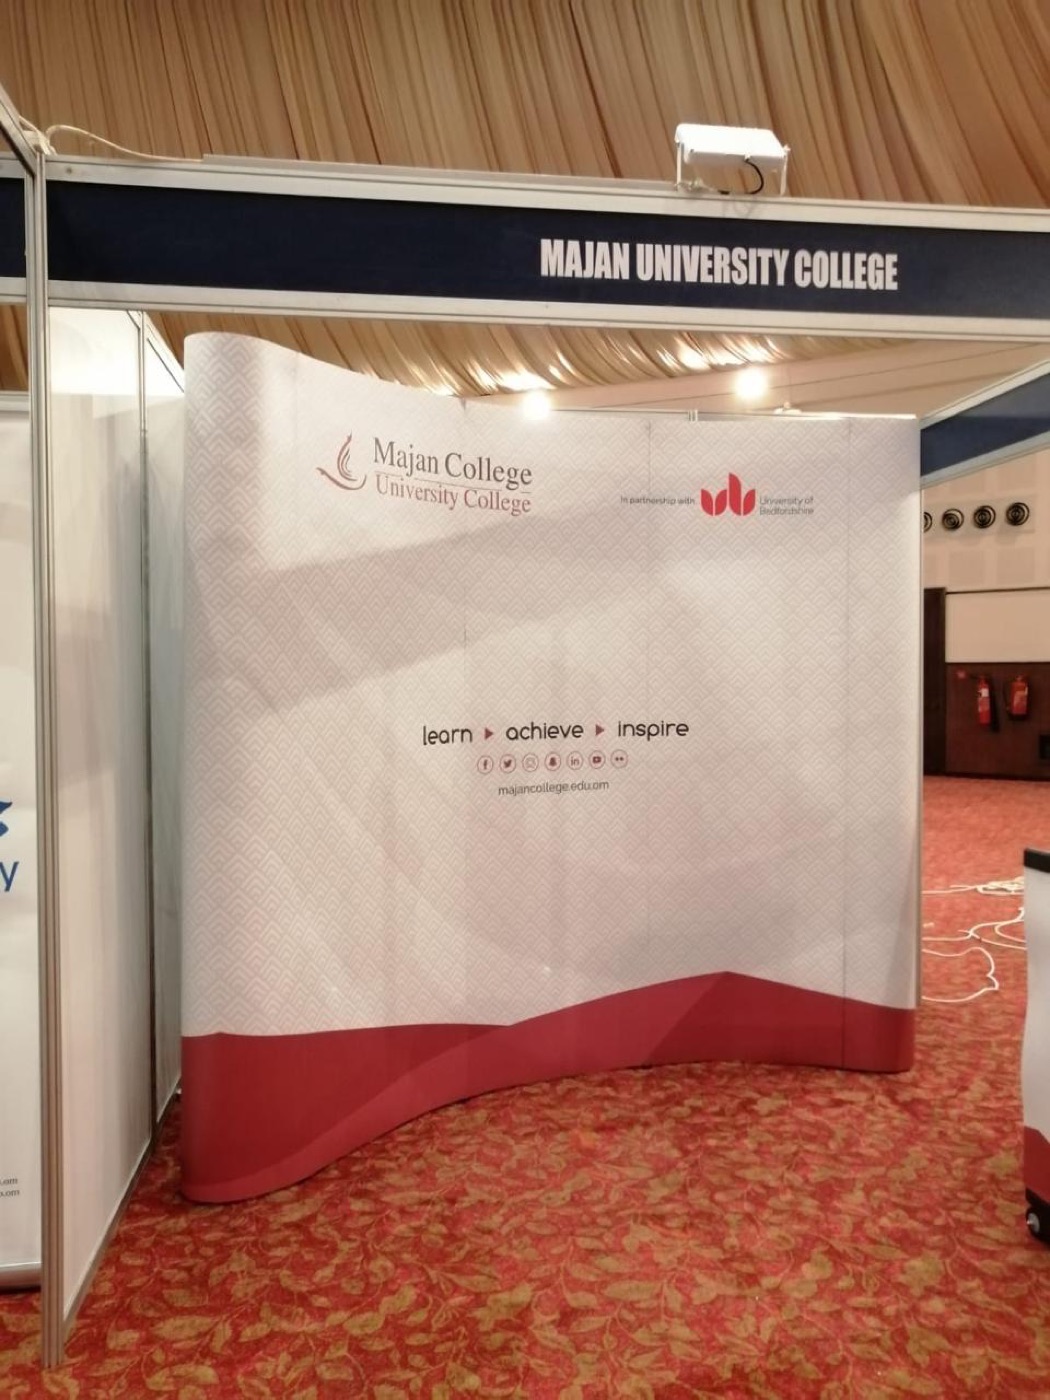 MAJAN UNIVERSITY COLLEGE
Majan College
University College
In partnership with
University of
Bedfordshire
learn ▸ achieve ▸ inspire
majancollege.edu.om
y